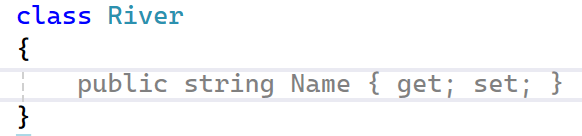 class River
{
    public string Name { get; set; }
}